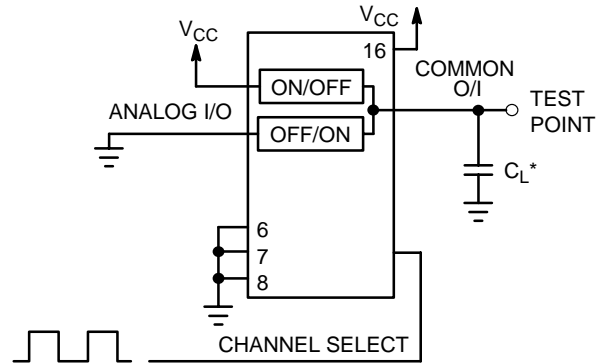 VCC
VCC
16
COMMON
O/I
ON/OFF
ANALOG I/O
TEST
POINT
OFF/ON
CL*
6
7
8
CHANNEL SELECT